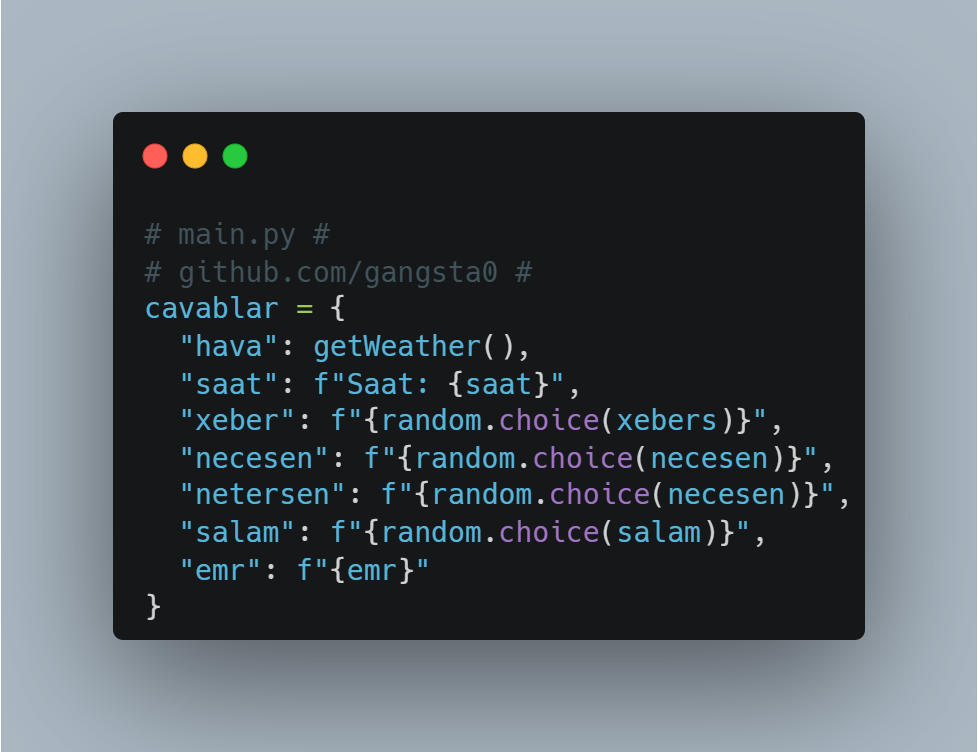 # main.py #
# github.com/gangsta0 #
cavablar = {
  "hava": getWeather(),
  "saat": f"Saat: {saat}",
  "xeber": f"{random.choice(xebers)}",
  "necesen": f"{random.choice(necesen)}",
  "netersen": f"{random.choice(necesen)}",
  "salam": f"{random.choice(salam)}",
  "emr": f"{emr}"
}